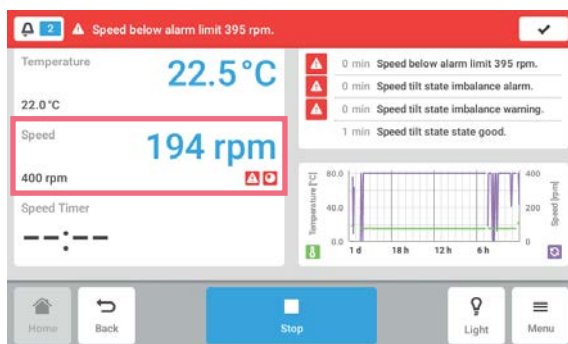 2 Speed below alarm limit 395 rpm.
Temperature
22.5°C
22.0°C
Speed
194 rpm
400 rpm
Speed Timer
--:--
0 min Speed below alarm limit 395 rpm.
0 min Speed tilt state imbalance alarm.
0 min Speed tilt state imbalance warning.
1 min Speed tilt state state good.
Temperature [°C]
80.0
40.0
0.0
1 d 18 h 12 h 6 h
400
200
0
Speed [rpm]
Home
Back
Stop
Light
Menu